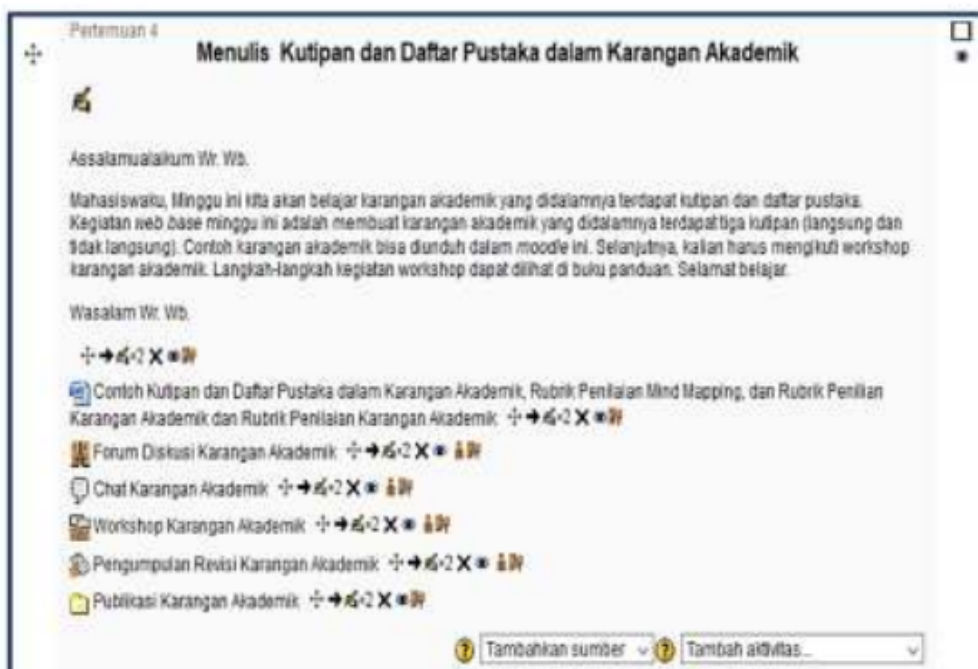 Pertemuan 4
Menulis Kutipan dan Daftar Pustaka dalam Karangan Akademik
Assalamualaikum Wr. Wb.
Mahasiswaku, Minggu ini kita akan belajar karangan akademik yang didalamnya terdapat kutipan dan daftar pustaka.
Kegiatan web base minggu ini adalah membuat karangan akademik yang didalamnya terdapat tiga kutipan (langsung dan
tidak langsung). Contoh karangan akademik bisa diunduh dalam moodle ini. Selanjutnya, kalian harus mengikuti workshop
karangan akademik. Langkah-langkah kegiatan workshop dapat dilihat di buku panduan. Selamat belajar.
Wasalam Wr. Wb.
Contoh Kutipan dan Daftar Pustaka dalam Karangan Akademik, Rubrik Penilaian Mind Mapping, dan Rubrik Penilian
Karangan Akademik dan Rubrik Penilaian Karangan Akademik
Forum Diskusi Karangan Akademik
Chat Karangan Akademik
Workshop Karangan Akademik
Pengumpulan Revisi Karangan Akademik
Publikasi Karangan Akademik
Tambahkan sumber Tambah aktivitas...